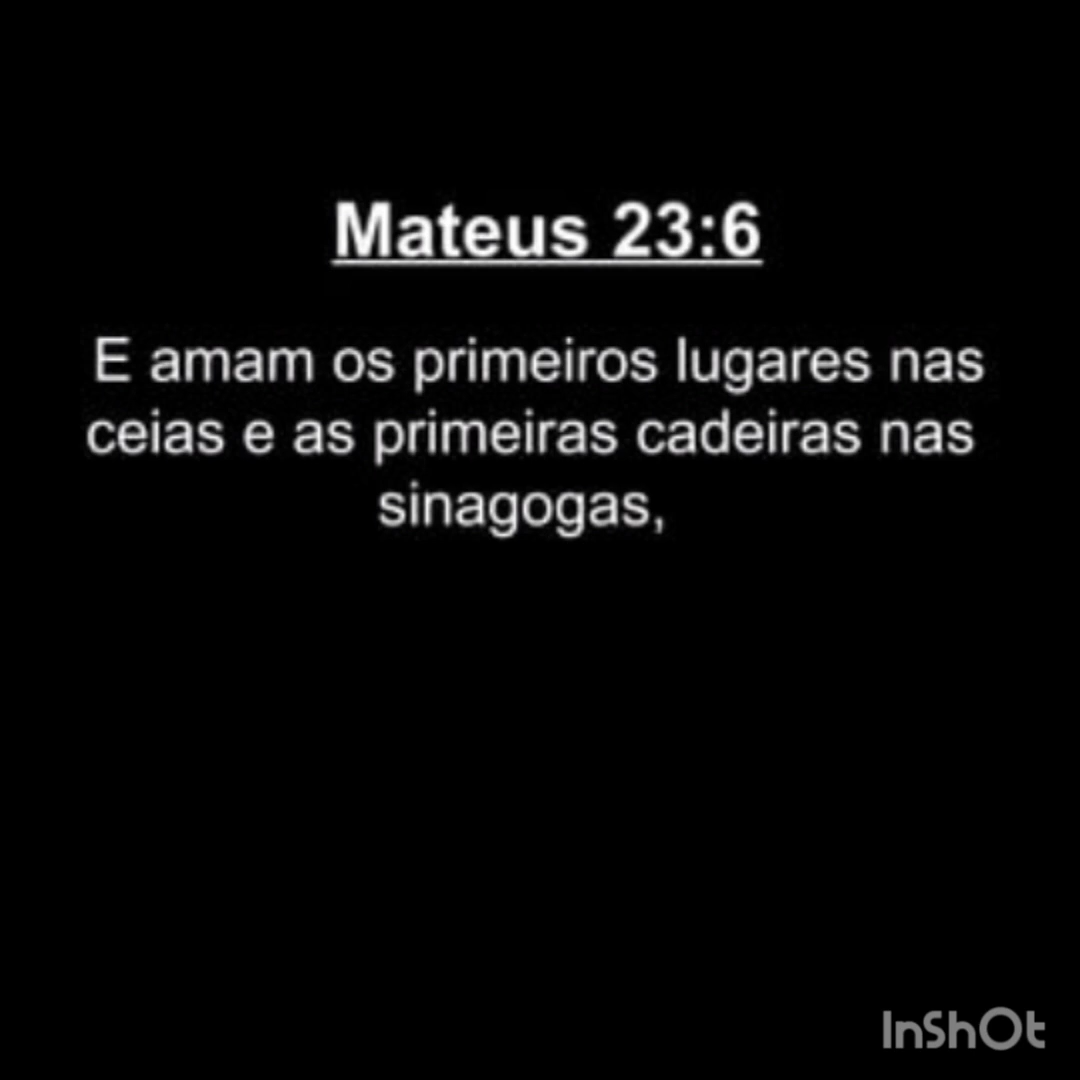 Mateus 23:6
E amam os primeiros lugares nas
ceias e as primeiras cadeiras nas
sinagogas,
InShOt